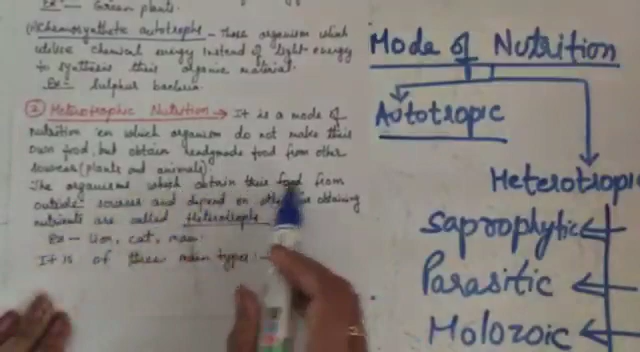 Ex:- Green plants.
(ii) Chemosynthetic autotrophs - Those organism which
utilise chemical energy instead of light energy
to synthesis their organic material.
Ex:- Sulphur bacteria.
② Heterotrophic Nutrition → It is a mode of
nutrition in which organism do not make their
own food, but obtain readymade food from other
sources (plants and animals).
The organisms which obtain their food from
outside sources and depend on obtaining
nutrients are called Heterotrophs
Ex - Lion, cat, man.
It is of three main types:-
Mode of Nutrition
Autotropic
Heterotropic
Saprophytic
Parasitic
Holozoic